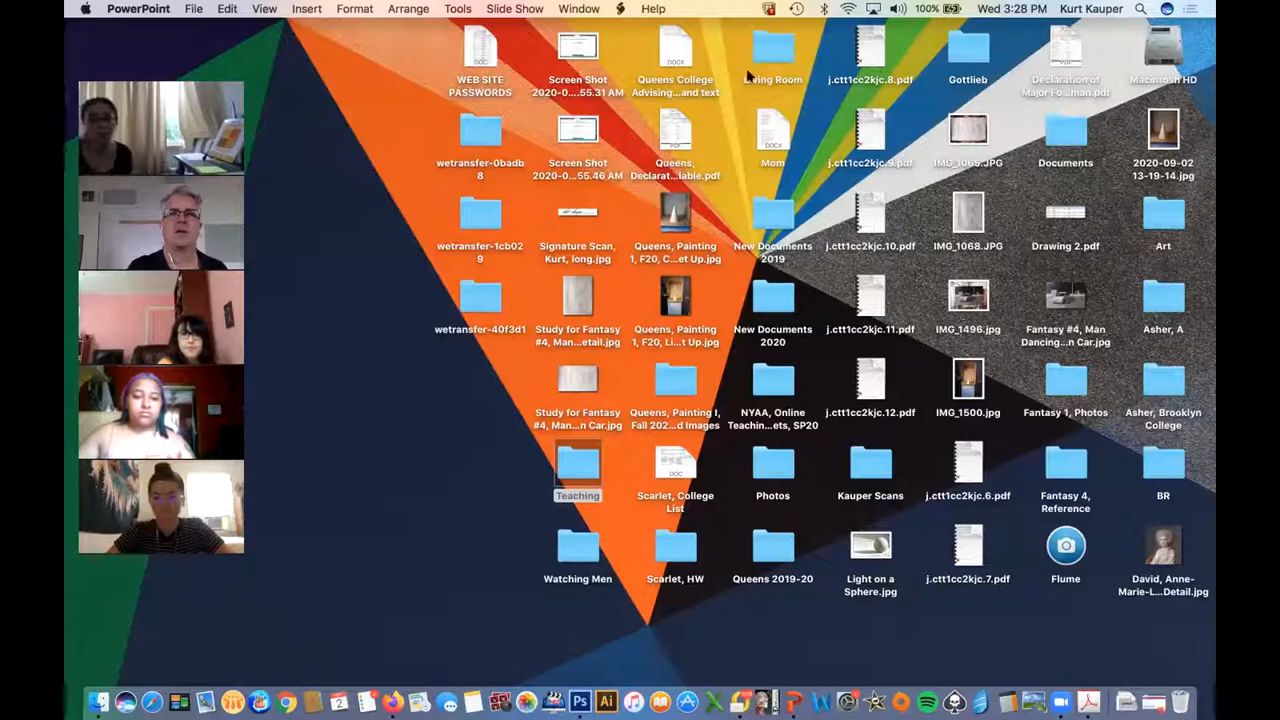 PowerPoint File Edit View Insert Format Arrange Tools Slide Show Window Help 100% Wed 3:28 PM Kurt Kauper
WEB SITE
PASSWORDS
Screen Shot
2020-0....55.31 AM
Queens College
Advising...and text
Living Room
j.ctt1cc2kjc.8.pdf
Gottlieb
Declaration of
Major Fo...man.pdf
Macintosh HD
wetransfer-0badb
8
Screen Shot
2020-0...55.46 AM
Queens,
Declarat...lable.pdf
Mom
j.ctt1cc2kjc.9.pdf
IMG_1065.JPG
Documents
2020-09-02
13-19-14.jpg
wetransfer-1cb02
9
Signature Scan,
Kurt, long.jpg
Queens, Painting
1, F20, C...et Up.jpg
New Documents
2019
j.ctt1cc2kjc.10.pdf
IMG_1068.JPG
Drawing 2.pdf
Art
wetransfer-40f3d1
Study for Fantasy
#4, Man...etail.jpg
Queens, Painting
1, F20, Li...t Up.jpg
New Documents
2020
j.ctt1cc2kjc.11.pdf
IMG_1496.jpg
Fantasy #4, Man
Dancing...n Car.jpg
Asher, A
Study for Fantasy
#4, Man...n Car.jpg
Queens, Painting I,
Fall 202...d Images
NYAA, Online
Teachin...ets, SP20
j.ctt1cc2kjc.12.pdf
IMG_1500.jpg
Fantasy 1, Photos
Asher, Brooklyn
College
Teaching
Scarlet, College
List
Photos
Kauper Scans
j.ctt1cc2kjc.6.pdf
Fantasy 4,
Reference
BR
Watching Men
Scarlet, HW
Queens 2019-20
Light on a
Sphere.jpg
j.ctt1cc2kjc.7.pdf
Flume
David, Anne-
Marie-L...Detail.jpg